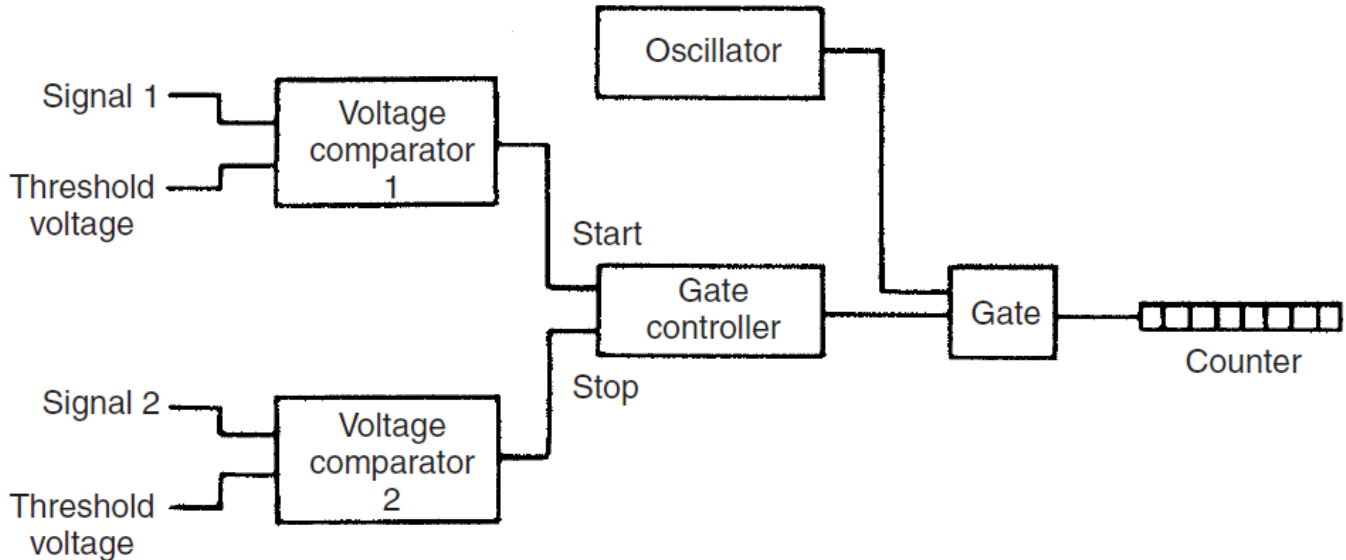 Oscillator
Signal 1
Voltage
comparator
1
Threshold
voltage
Start
Gate
controller
Gate
Counter
Stop
Signal 2
Voltage
comparator
2
Threshold
voltage